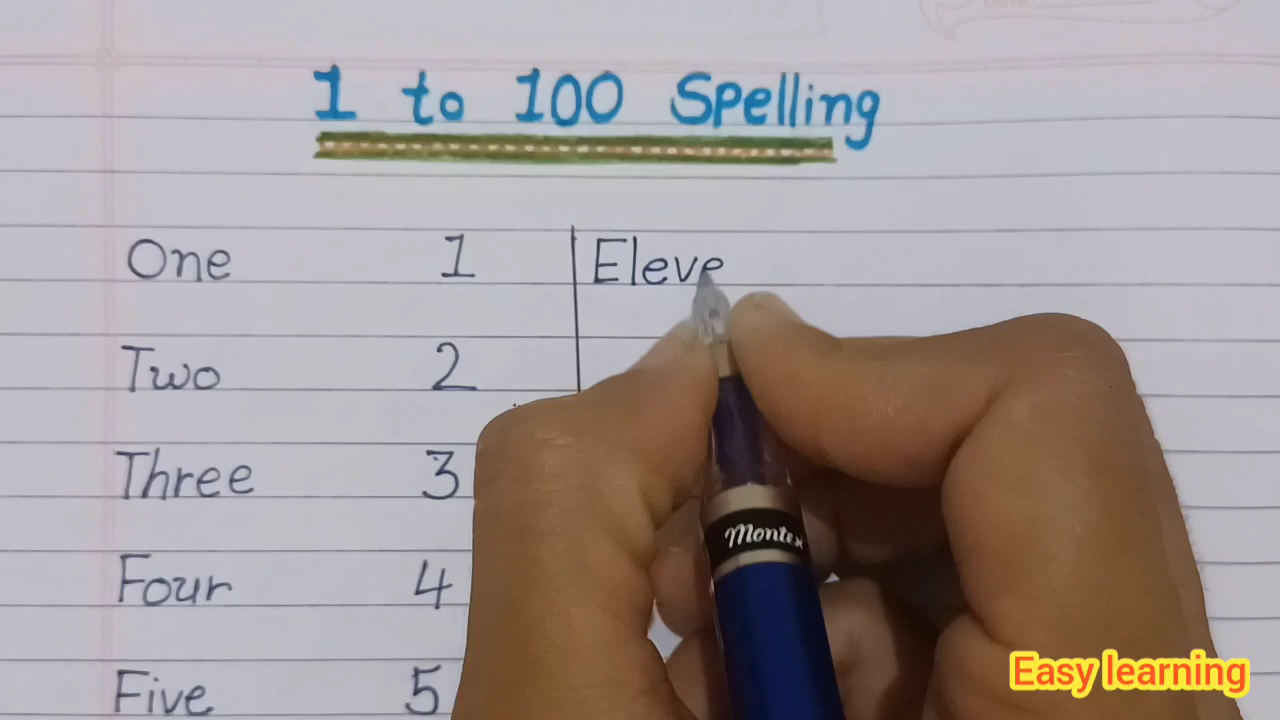 1 to 100 Spelling
One 1 Eleve
Two 2
Three 3
Four 4
Five 5
Montex
Easy learning